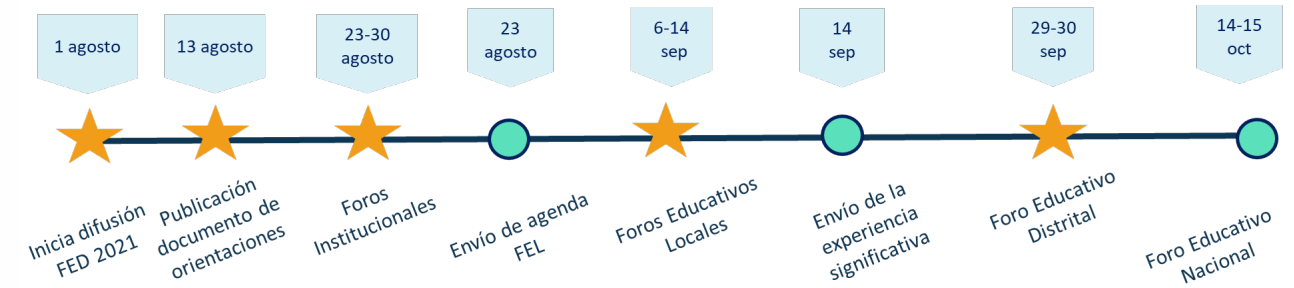 1 agosto
13 agosto
23-30
agosto
23
agosto
6-14
sep
14
sep
29-30
sep
14-15
oct
Inicia difusión
FED 2021
Publicación
documento de
orientaciones
Foros
Institucionales
Envío de agenda
FEL
Foros Educativos
Locales
Envío de la
experiencia
significativa
Foro Educativo
Distrital
Foro Educativo
Nacional